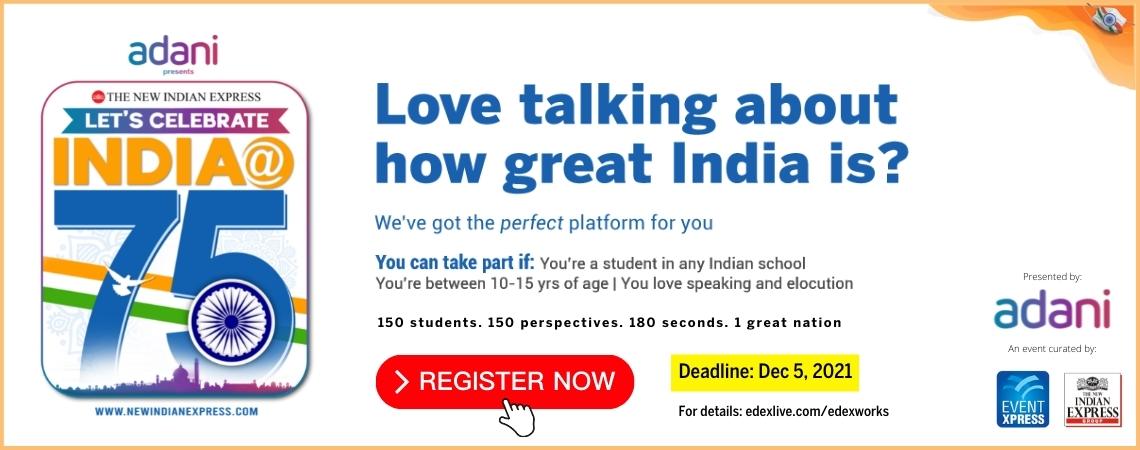 adani
presents
THE NEW INDIAN EXPRESS
LET'S CELEBRATE
INDIA@
75
WWW.NEWINDIANEXPRESS.COM
Love talking about
how great India is?
We've got the perfect platform for you
You can take part if: You're a student in any Indian school
You're between 10-15 yrs of age | You love speaking and elocution
150 students. 150 perspectives. 180 seconds. 1 great nation
REGISTER NOW
Deadline: Dec 5, 2021
For details: edexlive.com/edexworks
Presented by:
adani
An event curated by:
EVENT
XPRESS
THE NEW
INDIAN
EXPRESS
GROUP